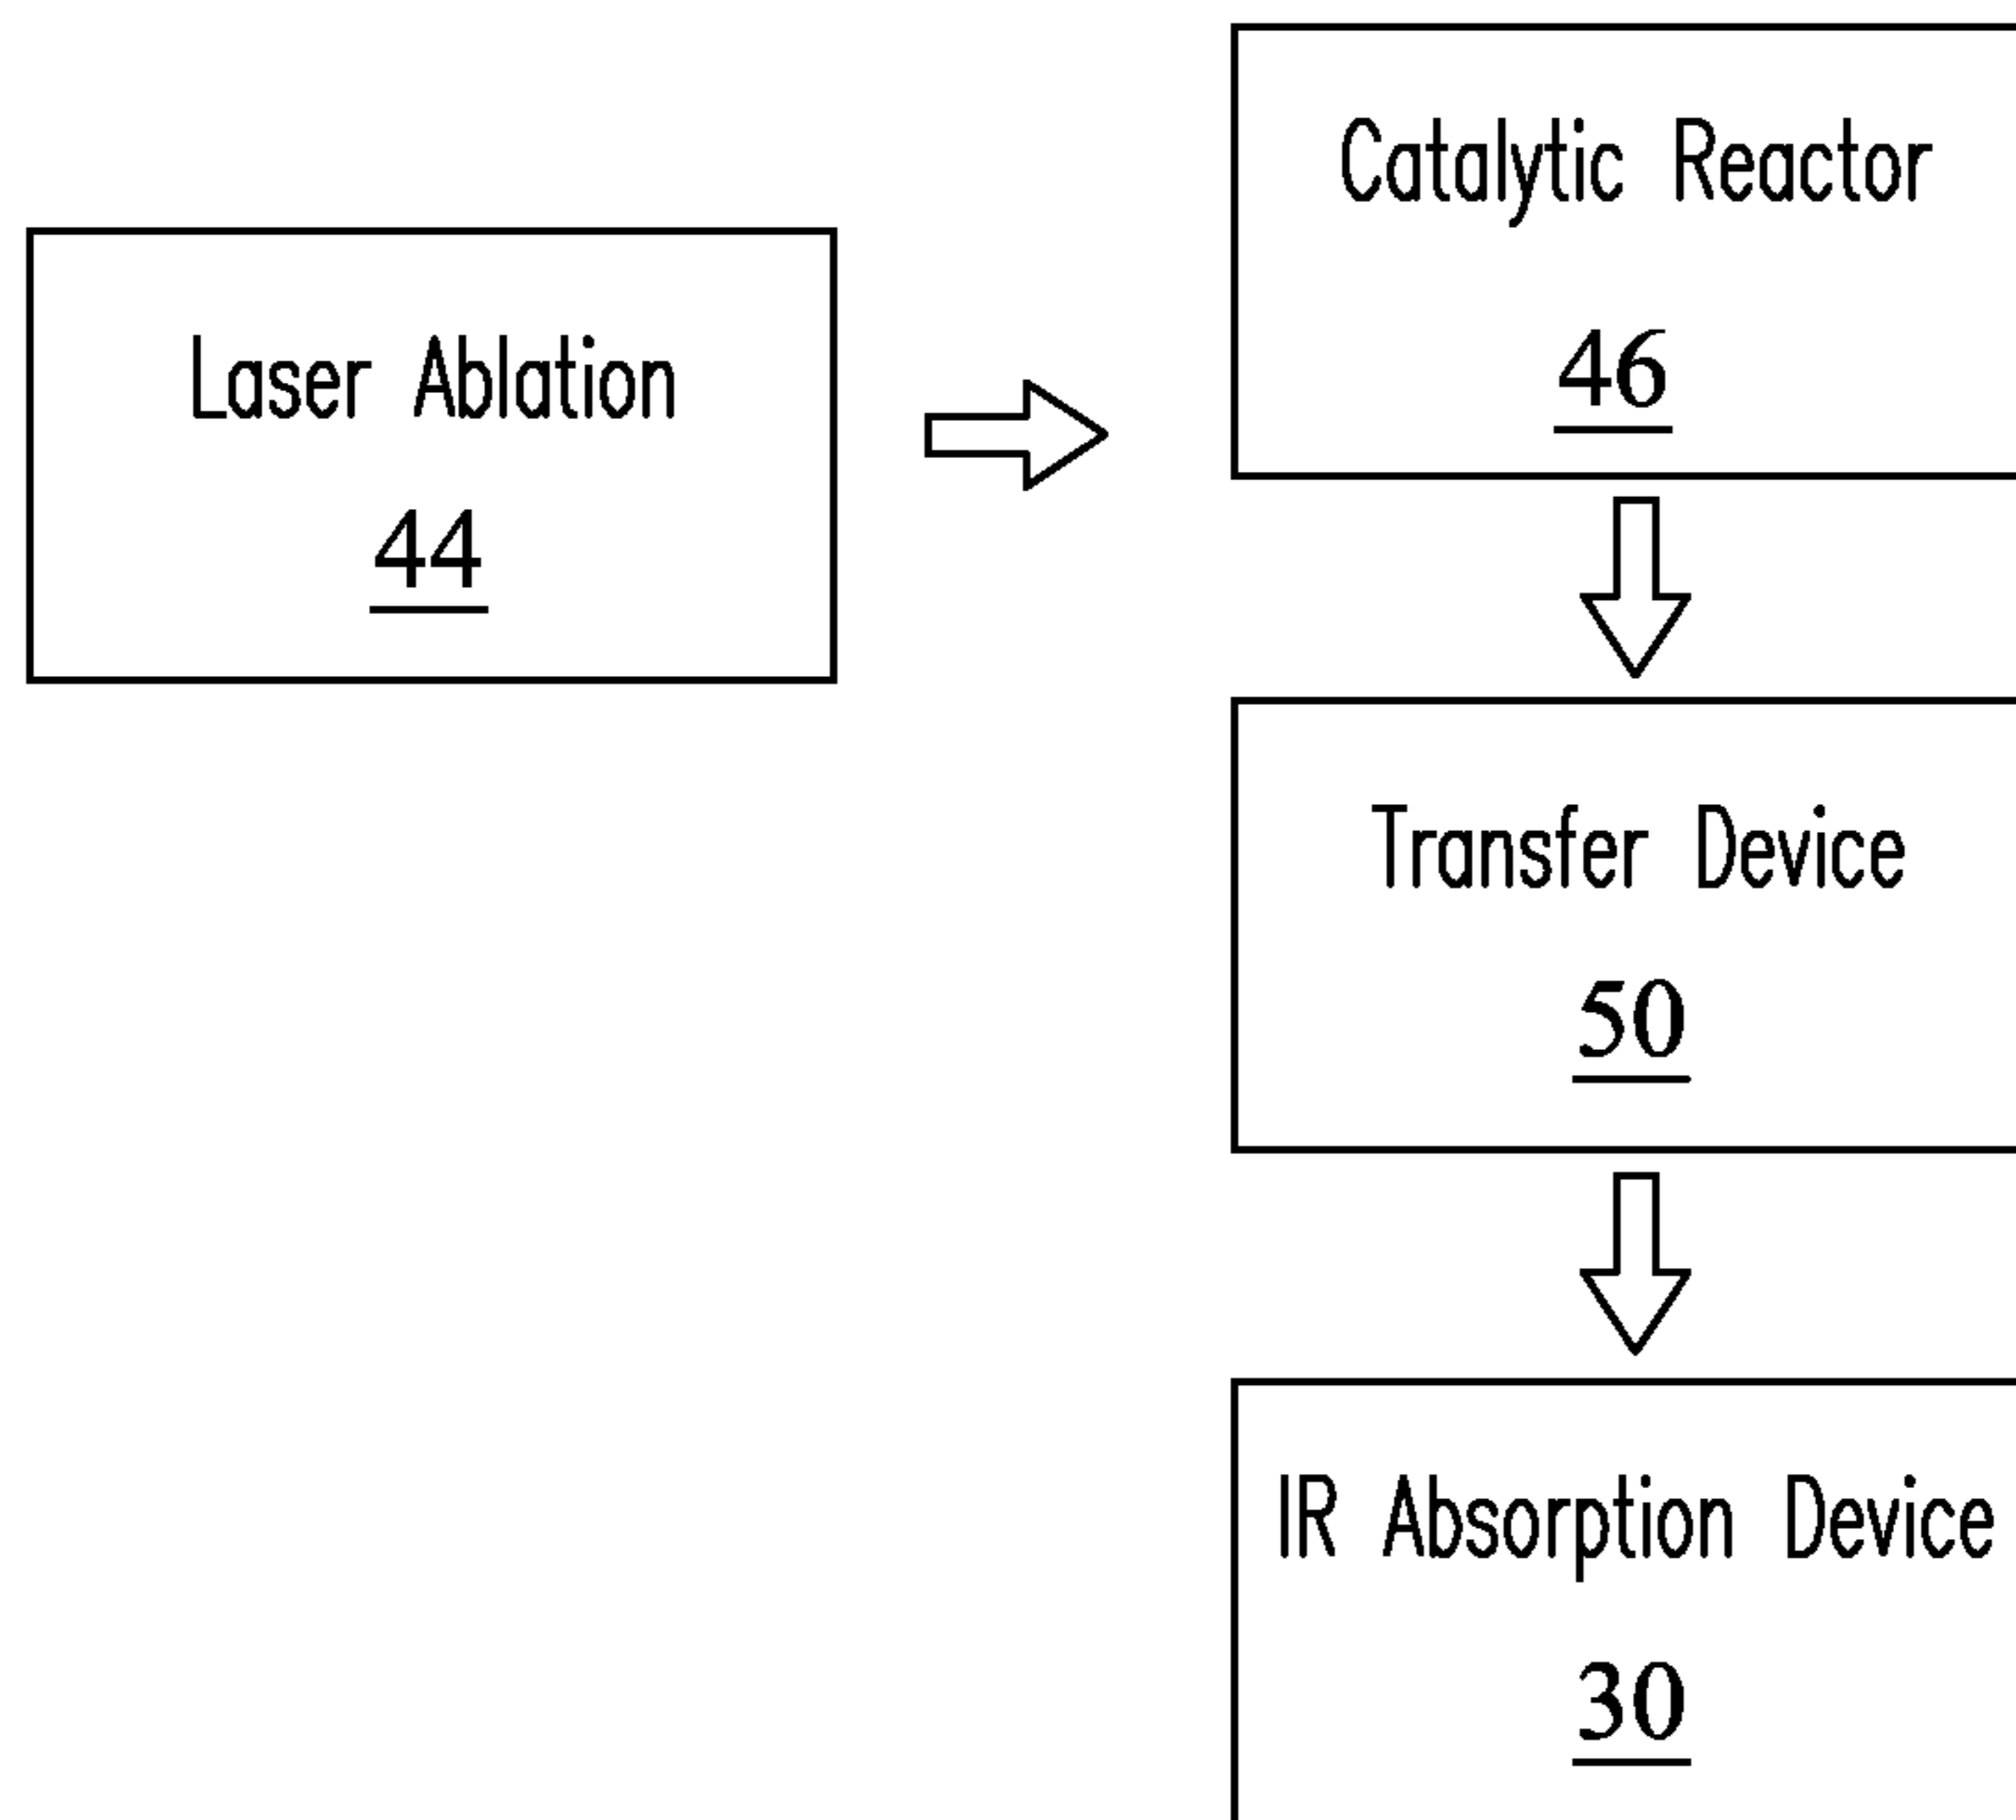 Laser Ablation
44
Catalytic Reactor
46
Transfer Device
50
IR Absorption Device
30